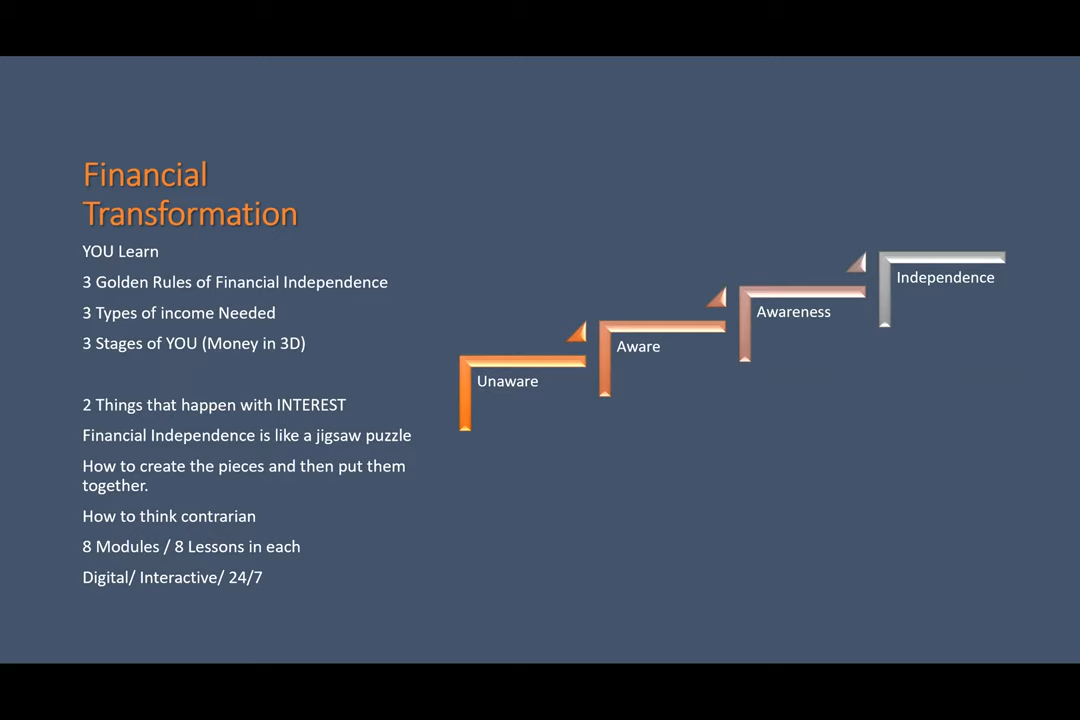 Financial
Transformation
YOU Learn
3 Golden Rules of Financial Independence
3 Types of income Needed
3 Stages of YOU (Money in 3D)
2 Things that happen with INTEREST
Financial Independence is like a jigsaw puzzle
How to create the pieces and then put them
together.
How to think contrarian
8 Modules / 8 Lessons in each
Digital/ Interactive/ 24/7
Unaware
Aware
Awareness
Independence